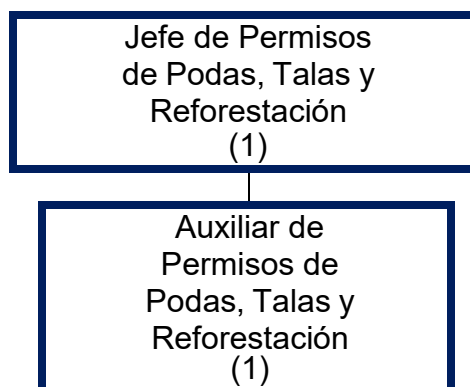 Jefe de Permisos
de Podas, Talas y
Reforestación
(1)
Auxiliar de
Permisos de
Podas, Talas y
Reforestación
(1)